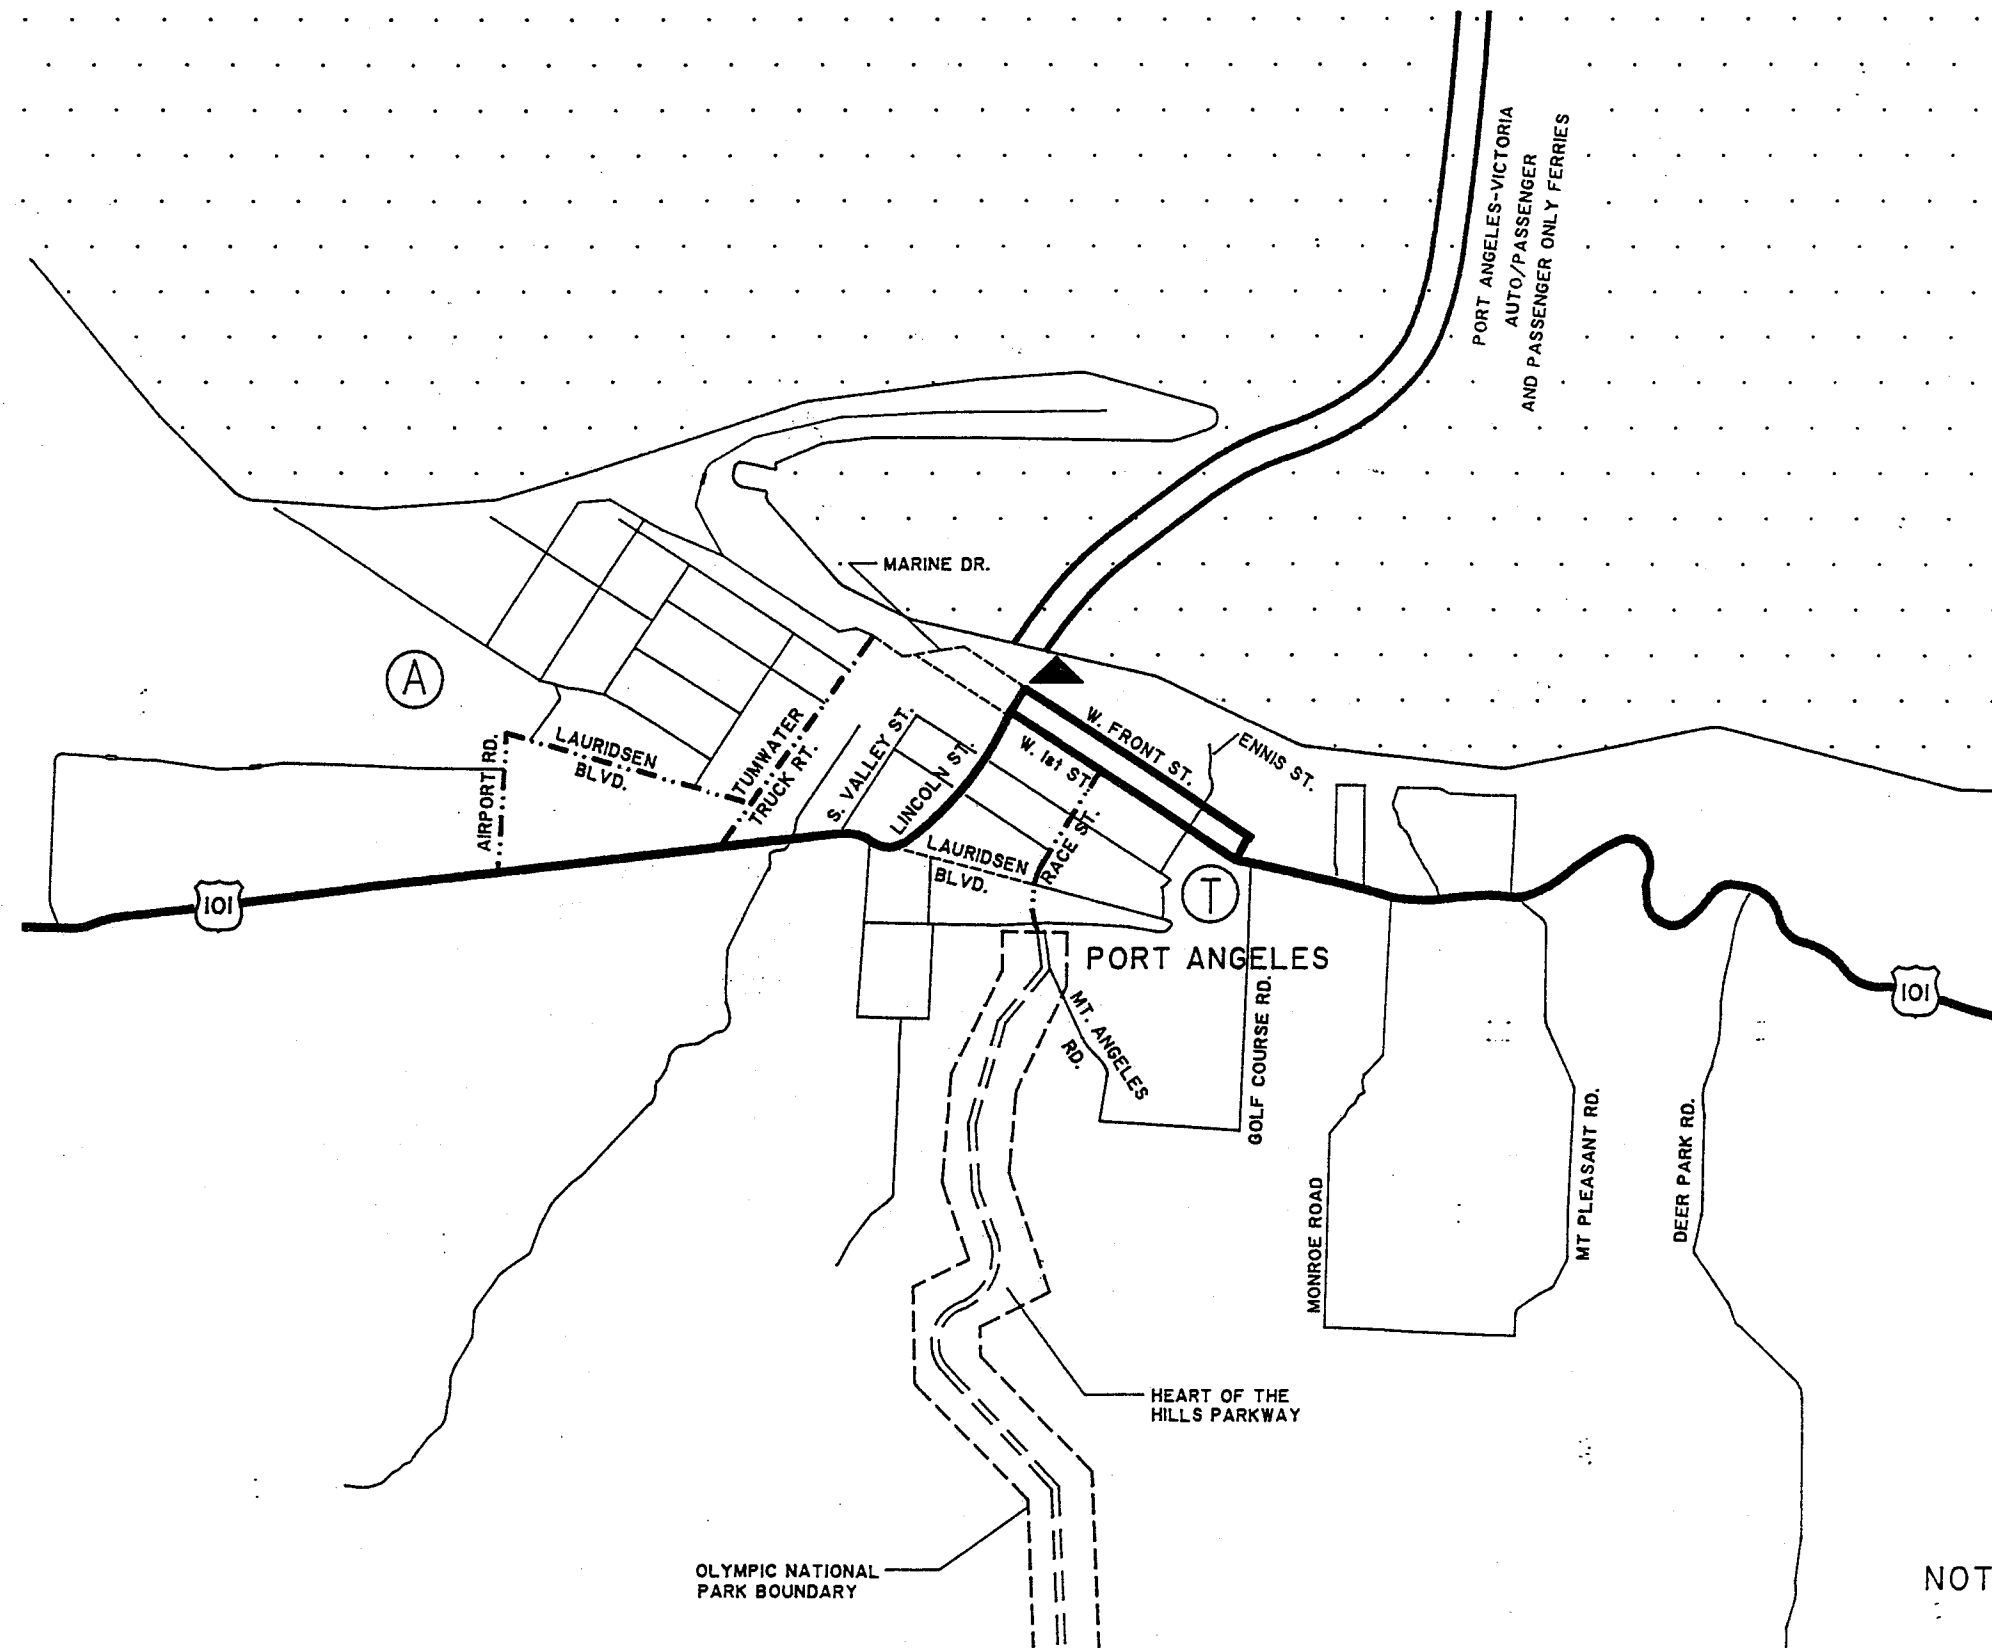 PORT ANGELES-VICTORIA
AUTO/PASSENGER
AND PASSENGER ONLY FERRIES
MARINE DR.
A
W. FRONT ST.
W. 1st ST.
ENNIS ST.
TUMWATER
TRUCK RT.
S. VALLEY ST.
LINCOLN ST.
LAURIDSEN
BLVD.
AIRPORT RD.
RACE ST.
LAURIDSEN
BLVD.
T
101
PORT ANGELES
101
MT. ANGELES
RD.
GOLF COURSE RD.
MONROE ROAD
MT PLEASANT RD.
DEER PARK RD.
HEART OF THE
HILLS PARKWAY
OLYMPIC NATIONAL
PARK BOUNDARY
NOT